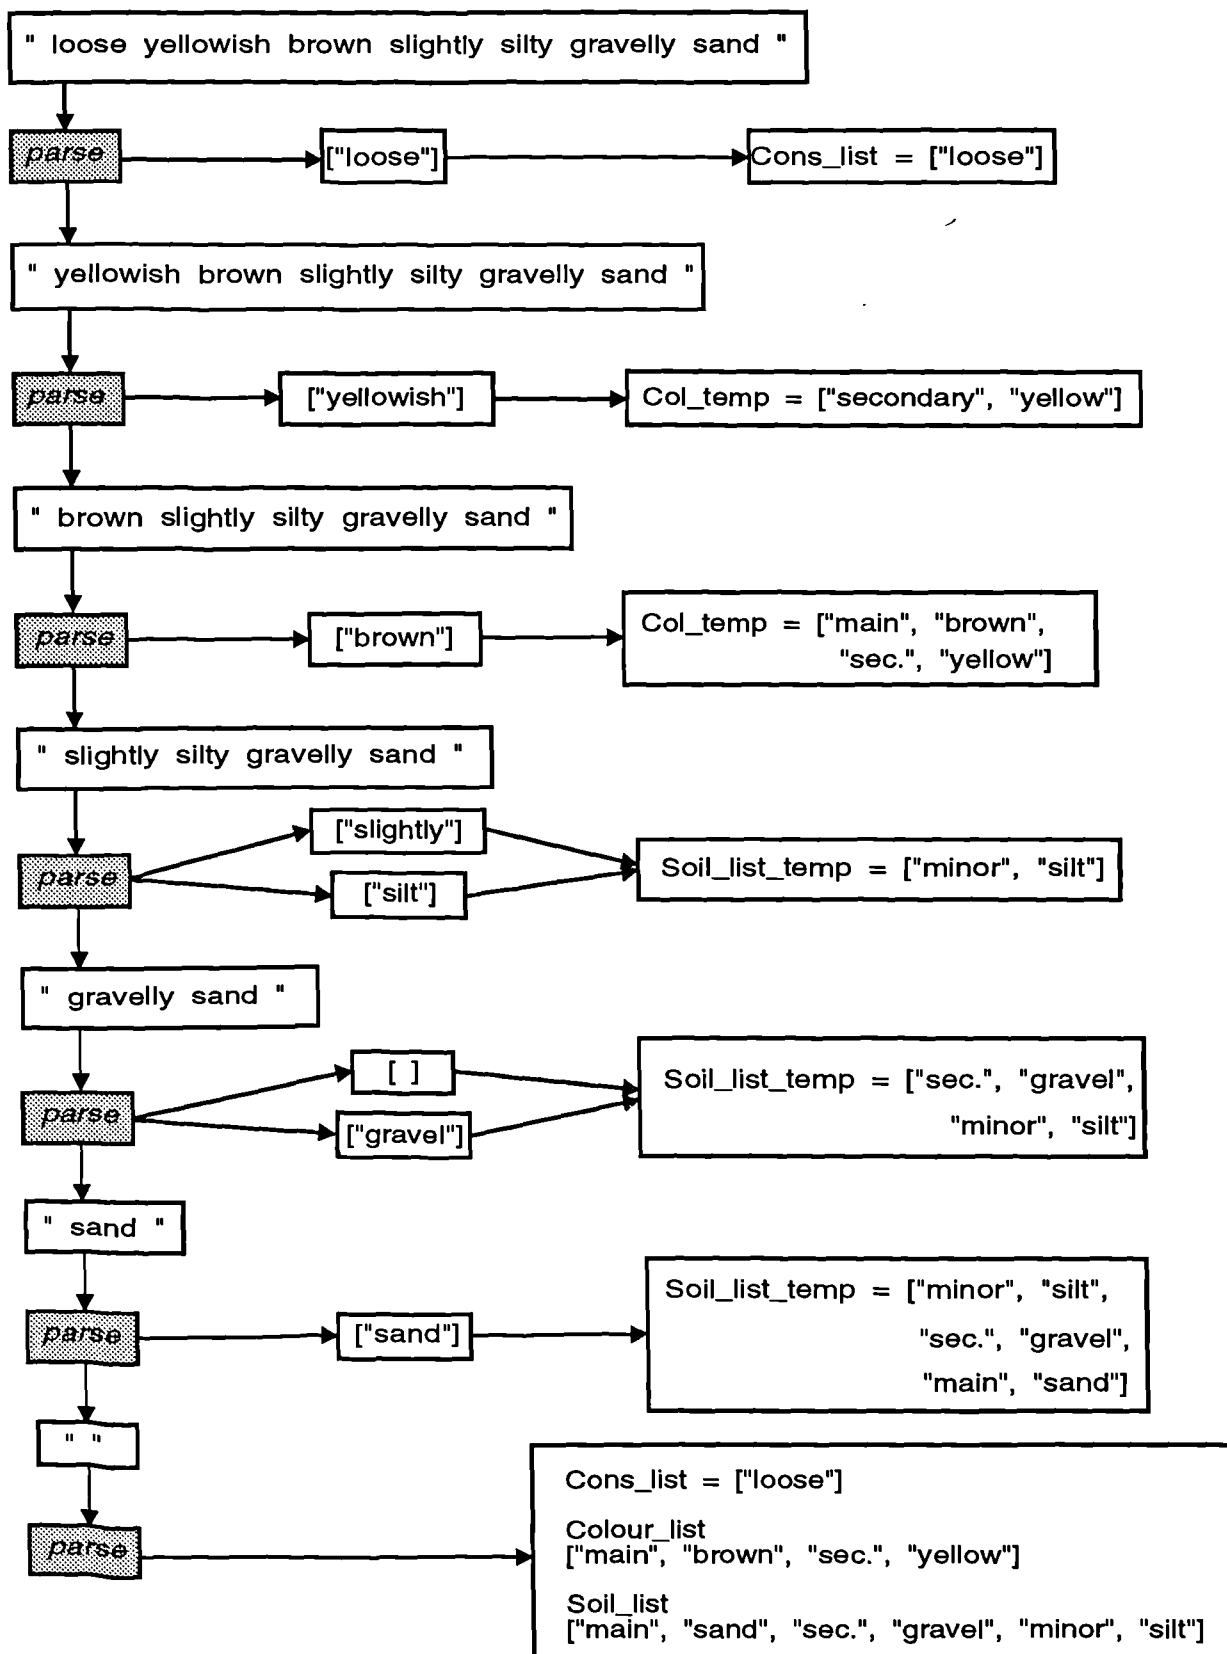 " loose yellowish brown slightly silty gravelly sand "
parse
["loose"]
Cons_list = ["loose"]
" yellowish brown slightly silty gravelly sand "
parse
["yellowish"]
Col_temp = ["secondary", "yellow"]
" brown slightly silty gravelly sand "
parse
["brown"]
Col_temp = ["main", "brown",
"sec.", "yellow"]
" slightly silty gravelly sand "
parse
["slightly"]
["silt"]
Soil_list_temp = ["minor", "silt"]
" gravelly sand "
parse
[ ]
["gravel"]
Soil_list_temp = ["sec.", "gravel",
"minor", "silt"]
" sand "
parse
["sand"]
Soil_list_temp = ["minor", "silt",
"sec.", "gravel",
"main", "sand"]
" "
parse
Cons_list = ["loose"]
Colour_list
["main", "brown", "sec.", "yellow"]
Soil_list
["main", "sand", "sec.", "gravel", "minor", "silt"]